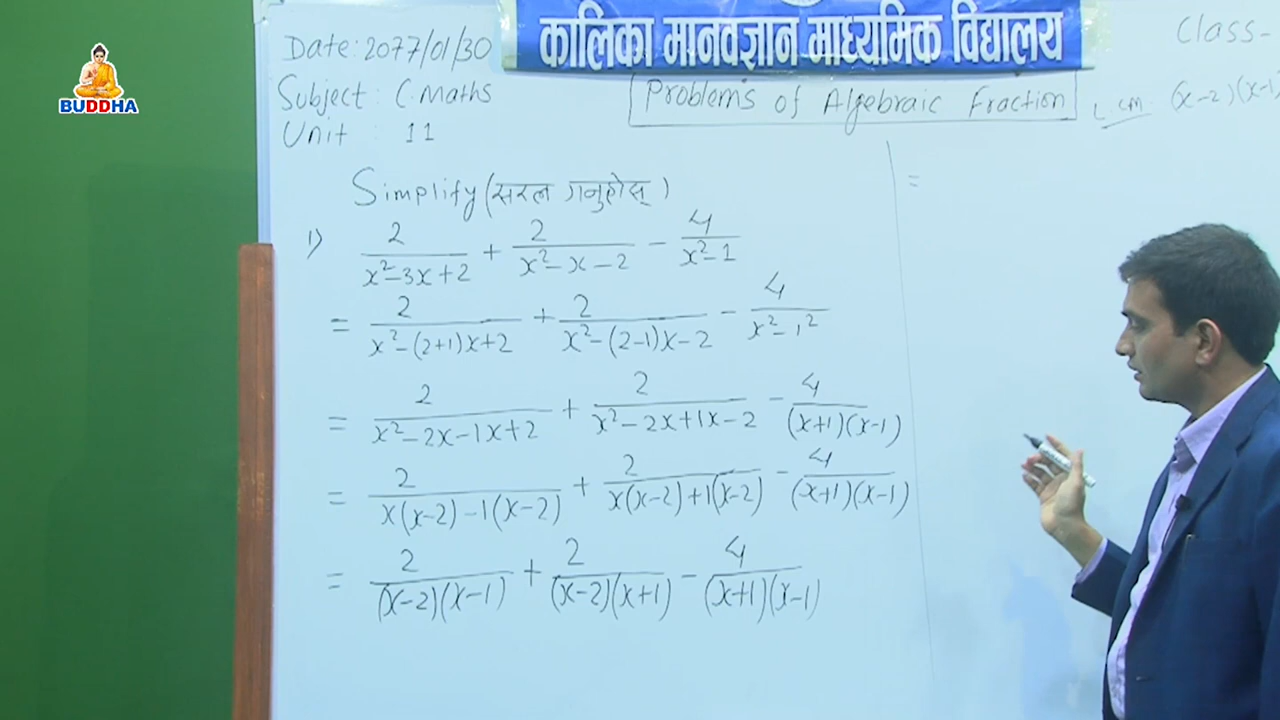 BUDDHA
कालिका मानवज्ञान माध्यमिक विद्यालय
Date: 2077/01/30
Class-
Subject: C.Maths
Problems of Algebraic Fraction
L.C.M. (x-2)(x-1)
Unit : 11
Simplify (सरल गर्नुहोस्)
=
1) 2/(x²-3x+2) + 2/(x²-x-2) - 4/(x²-1)
= 2/(x²-(2+1)x+2) + 2/(x²-(2-1)x-2) - 4/(x²-1²)
= 2/(x²-2x-1x+2) + 2/(x²-2x+1x-2) - 4/((x+1)(x-1))
= 2/(x(x-2)-1(x-2)) + 2/(x(x-2)+1(x-2)) - 4/((x+1)(x-1))
= 2/((x-2)(x-1)) + 2/((x-2)(x+1)) - 4/((x+1)(x-1))